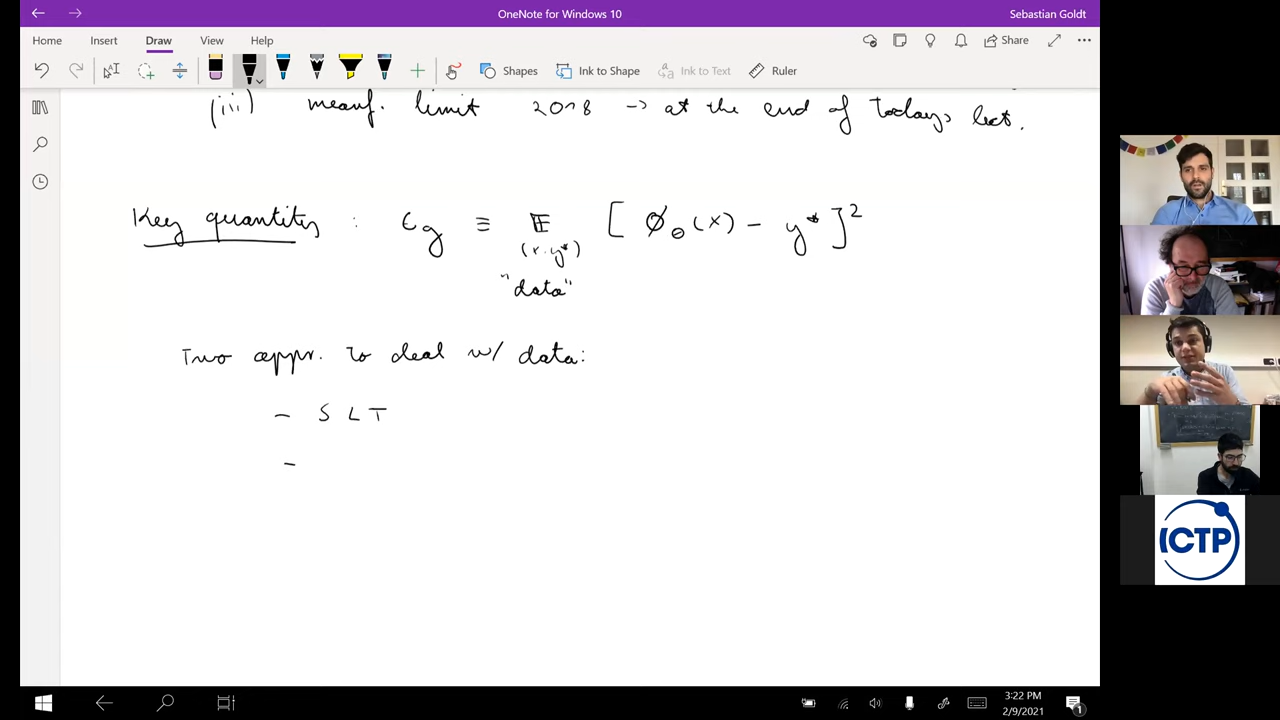 OneNote for Windows 10
Sebastian Goldt
Home Insert Draw View Help
Share
Shapes
Ink to Shape
Ink to Text
Ruler
(iii) meanf. limit 2018 -> at the end of todays lect.
Key quantity : ϵg ≡ 𝔼 [ ϕθ(x) - y* ]²
(x,y*)
"data"
Two appr. to deal w/ data:
- SLT
-
ICTP
3:22 PM
2/9/2021
1